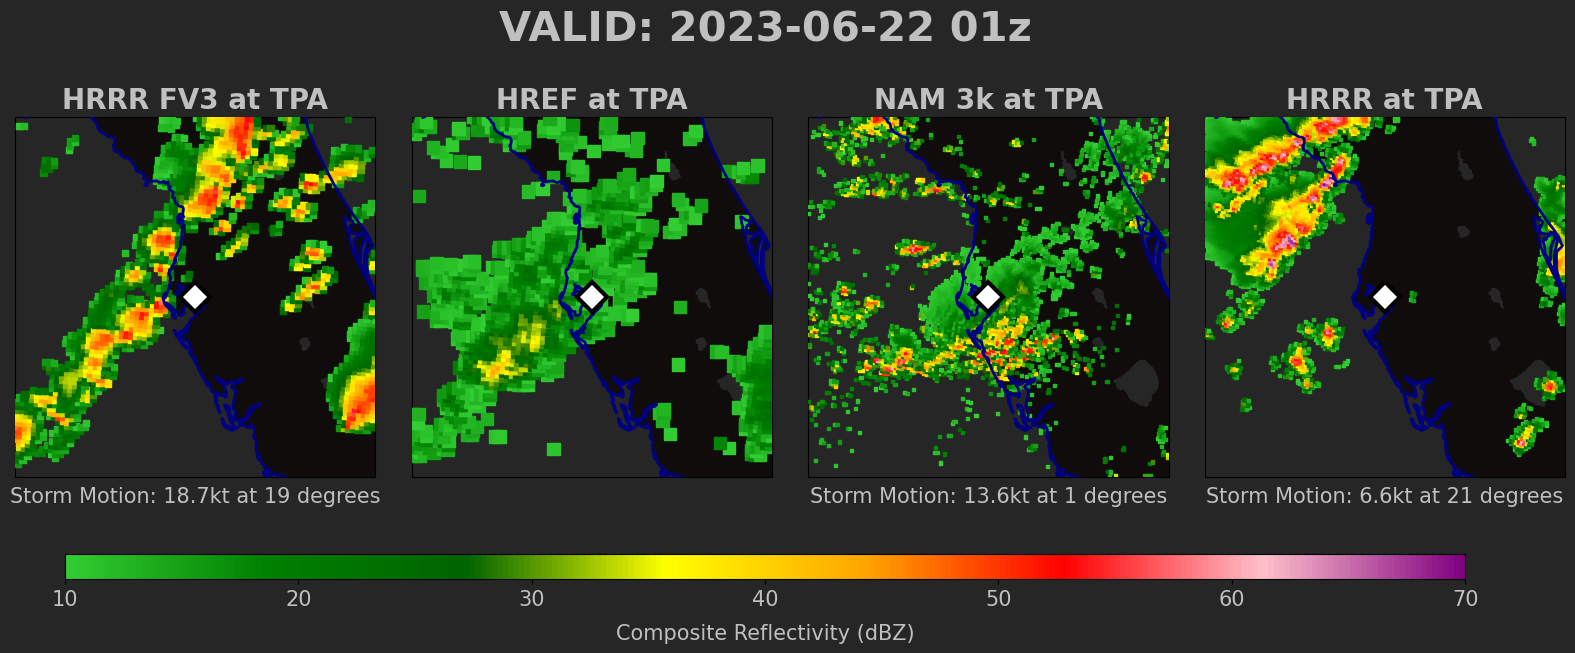 VALID: 2023-06-22 01z
HRRR FV3 at TPA
HREF at TPA
NAM 3k at TPA
HRRR at TPA
Storm Motion: 18.7kt at 19 degrees
Storm Motion: 13.6kt at 1 degrees
Storm Motion: 6.6kt at 21 degrees
10 20 30 40 50 60 70
Composite Reflectivity (dBZ)